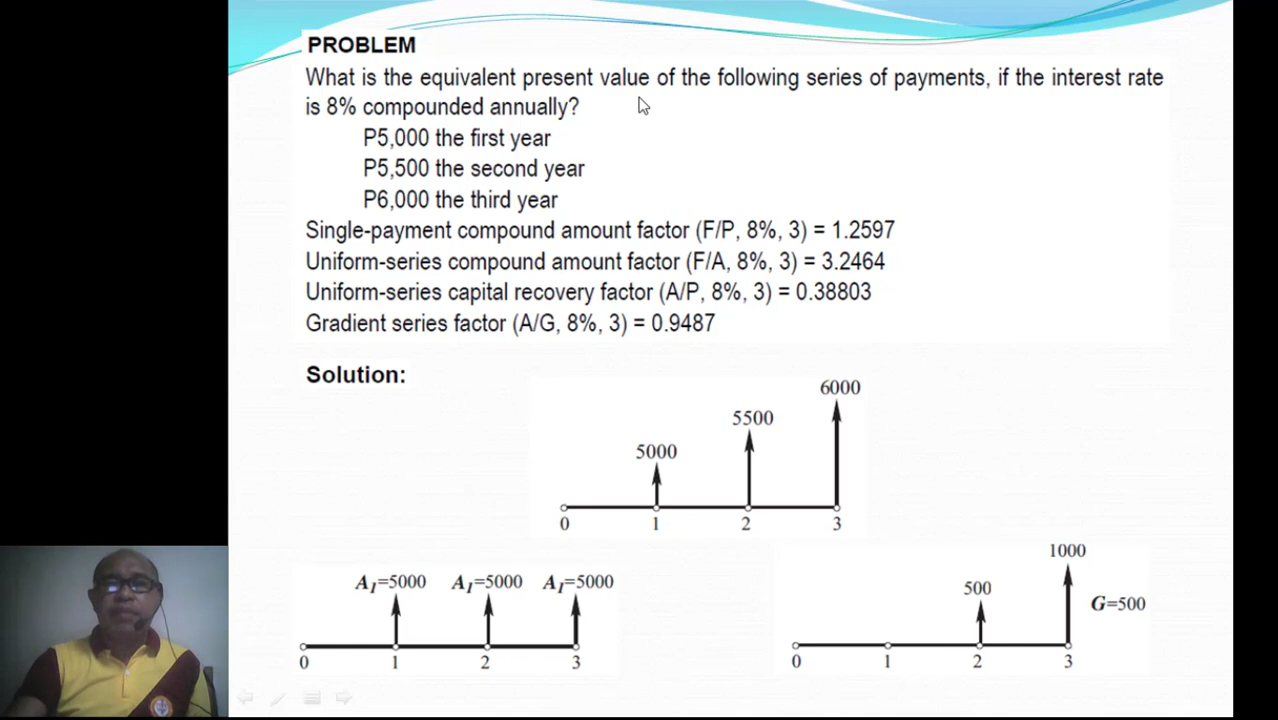 PROBLEM
What is the equivalent present value of the following series of payments, if the interest rate
is 8% compounded annually?
P5,000 the first year
P5,500 the second year
P6,000 the third year
Single-payment compound amount factor (F/P, 8%, 3) = 1.2597
Uniform-series compound amount factor (F/A, 8%, 3) = 3.2464
Uniform-series capital recovery factor (A/P, 8%, 3) = 0.38803
Gradient series factor (A/G, 8%, 3) = 0.9487
Solution:
6000
5500
5000
0 1 2 3
A1=5000 A1=5000 A1=5000
0 1 2 3
1000
500
G=500
0 1 2 3